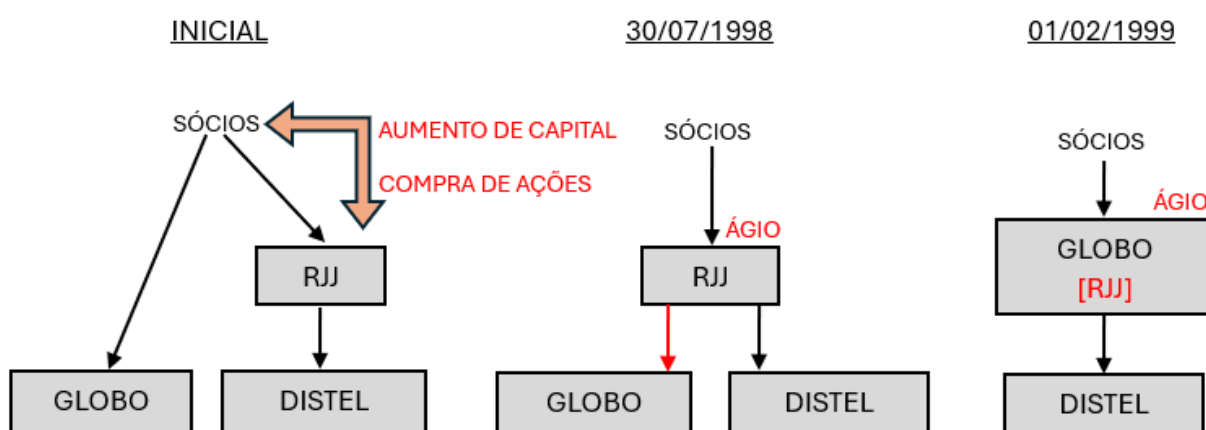 INICIAL
SÓCIOS
AUMENTO DE CAPITAL
COMPRA DE AÇÕES
RJJ
GLOBO
DISTEL
30/07/1998
SÓCIOS
ÁGIO
RJJ
GLOBO
DISTEL
01/02/1999
SÓCIOS
ÁGIO
GLOBO
[RJJ]
DISTEL